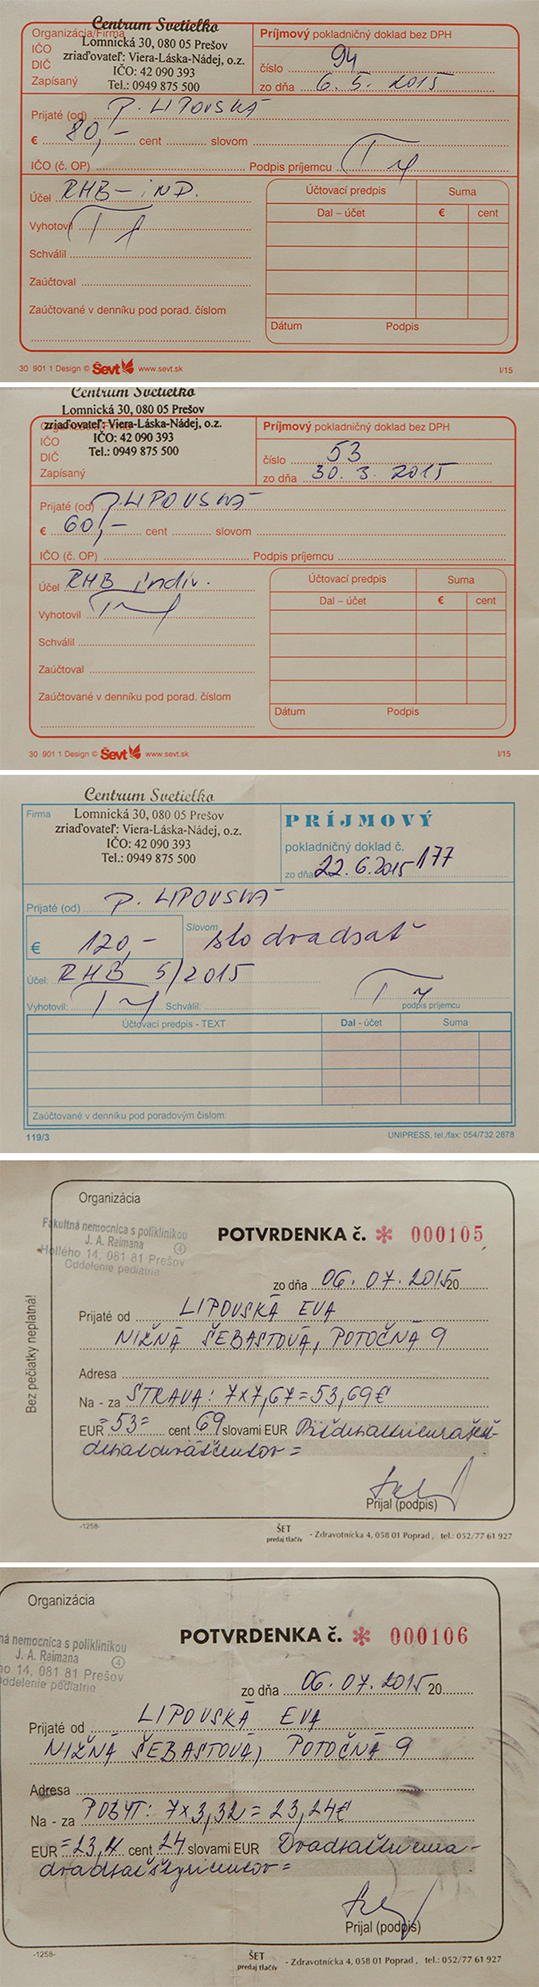 Centrum Svetielko
Organizácia/Firma
Lomnická 30, 080 05 Prešov
zriaďovateľ: Viera-Láska-Nádej, o.z.
IČO: 42 090 393
Tel.: 0949 875 500
IČO
DIČ
Zapísaný
Príjmový pokladničný doklad bez DPH
číslo 94
zo dňa 6. 5. 2015
Prijaté (od) P. LIPOVSKÁ
€ 80,- cent slovom
IČO (č. OP) Podpis príjemcu
Účel RHB - IND.
Vyhotovil
Schválil
Zaúčtoval
Zaúčtované v denníku pod porad. číslom
Účtovací predpis Suma
Dal – účet € cent
Dátum Podpis
30 901 1 Design © Ševt www.sevt.sk I/15
Centrum Svetielko
Lomnická 30, 080 05 Prešov
zriaďovateľ: Viera-Láska-Nádej, o.z.
IČO: 42 090 393
Tel.: 0949 875 500
IČO
DIČ
Zapísaný
Príjmový pokladničný doklad bez DPH
číslo 53
zo dňa 30. 3. 2015
Prijaté (od) P. LIPOVSKÁ
€ 60,- cent slovom
IČO (č. OP) Podpis príjemcu
Účel RHB indiv.
Vyhotovil
Schválil
Zaúčtoval
Zaúčtované v denníku pod porad. číslom
Účtovací predpis Suma
Dal – účet € cent
Dátum Podpis
30 901 1 Design © Ševt www.sevt.sk I/15
Centrum Svetielko
Firma
Lomnická 30, 080 05 Prešov
zriaďovateľ: Viera-Láska-Nádej, o.z.
IČO: 42 090 393
Tel.: 0949 875 500
PRÍJMOVÝ
pokladničný doklad č. 177
zo dňa 22. 6. 2015
Prijaté (od) P. LIPOVSKÁ
€ 120,- Slovom sto dvadsať
Účel: RHB 5/2015
Vyhotovil: Schválil: podpis príjemcu
Účtovací predpis - TEXT Dal - účet Suma
Zaúčtované v denníku pod poradovým číslom:
119/3 UNIPRESS, tel./fax: 054/732 2878
Organizácia
Fakultná nemocnica s poliklinikou
J. A. Reimana
Hollého 14, 081 81 Prešov
Oddelenie pediatrie
4
POTVRDENKA č. * 000105
zo dňa 06. 07. 2015 20
Prijaté od LIPOVSKÁ EVA
NIŽNÁ ŠEBASTOVÁ, POTOČNÁ 9
Adresa
Na - za STRAVA: 7x7,67=53,69€
EUR =53= cent 69 slovami EUR
Bez pečiatky neplatná!
Prijal (podpis)
-1258- ŠET predaj tlačív - Zdravotnícka 4, 058 01 Poprad, tel.: 052/77 61 927
Organizácia
ná nemocnica s poliklinikou
J. A. Reimana
ho 14, 081 81 Prešov
Oddelenie pediatrie
4
POTVRDENKA č. * 000106
zo dňa 06. 07. 2015 20
Prijaté od LIPOVSKÁ EVA
NIŽNÁ ŠEBASTOVÁ, POTOČNÁ 9
Adresa
Na - za POBYT: 7x3,32=23,24€
EUR cent 24 slovami EUR
Prijal (podpis)
-1258- ŠET predaj tlačív - Zdravotnícka 4, 058 01 Poprad, tel.: 052/77 61 927